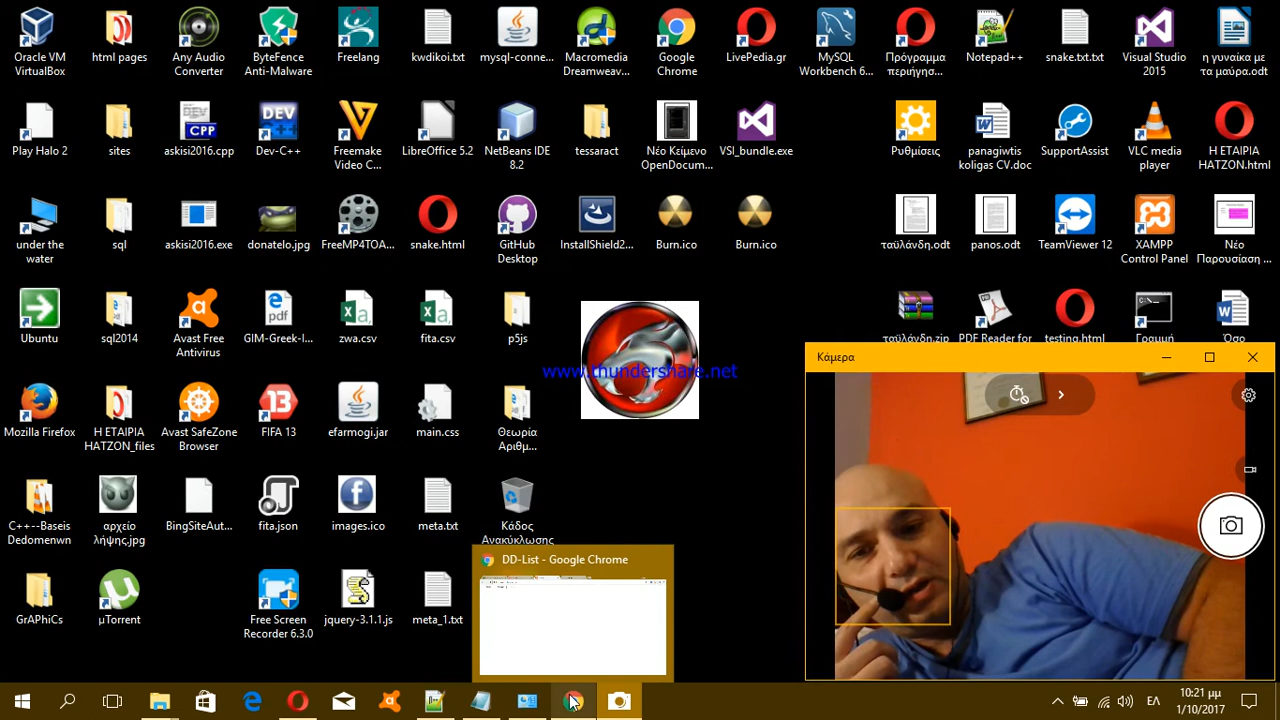 Oracle VM VirtualBox
html pages
Any Audio Converter
ByteFence Anti-Malware
Freelang
kwdikoi.txt
mysql-conne...
Macromedia Dreamweav...
Google Chrome
LivePedia.gr
MySQL Workbench 6...
Πρόγραμμα περιήγησ...
Notepad++
snake.txt.txt
Visual Studio 2015
η γυναίκα με τα μαύρα.odt
Play Halo 2
sites
askisi2016.cpp
Dev-C++
Freemake Video C...
LibreOffice 5.2
NetBeans IDE 8.2
tessaract
Νέο Κείμενο OpenDocum...
VSI_bundle.exe
Ρυθμίσεις
panagiwtis koligas CV.doc
SupportAssist
VLC media player
Η ΕΤΑΙΡΙΑ HATZON.html
under the water
sql
askisi2016.exe
donatelo.jpg
FreeMP4TOA...
snake.html
GitHub Desktop
InstallShield2...
Burn.ico
Burn.ico
ταϋλάνδη.odt
panos.odt
TeamViewer 12
XAMPP Control Panel
Νέο Παρουσίαση ...
Ubuntu
sql2014
Avast Free Antivirus
GIM-Greek-I...
zwa.csv
fita.csv
p5js
www.thundershare.net
ταϋλάνδη.zip
PDF Reader for
testing.html
Γραμμή
Όσο
Κάμερα
Mozilla Firefox
Η ΕΤΑΙΡΙΑ HATZON_files
Avast SafeZone Browser
FIFA 13
efarmogi.jar
main.css
Θεωρία Αριθμ...
C++--Baseis Dedomenwn
αρχείο λήψης.jpg
BingSiteAut...
fita.json
images.ico
meta.txt
Κάδος Ανακύκλωσης
DD-List - Google Chrome
GrAPhiCs
µTorrent
Free Screen Recorder 6.3.0
jquery-3.1.1.js
meta_1.txt
ΕΛ
10:21 μμ
1/10/2017